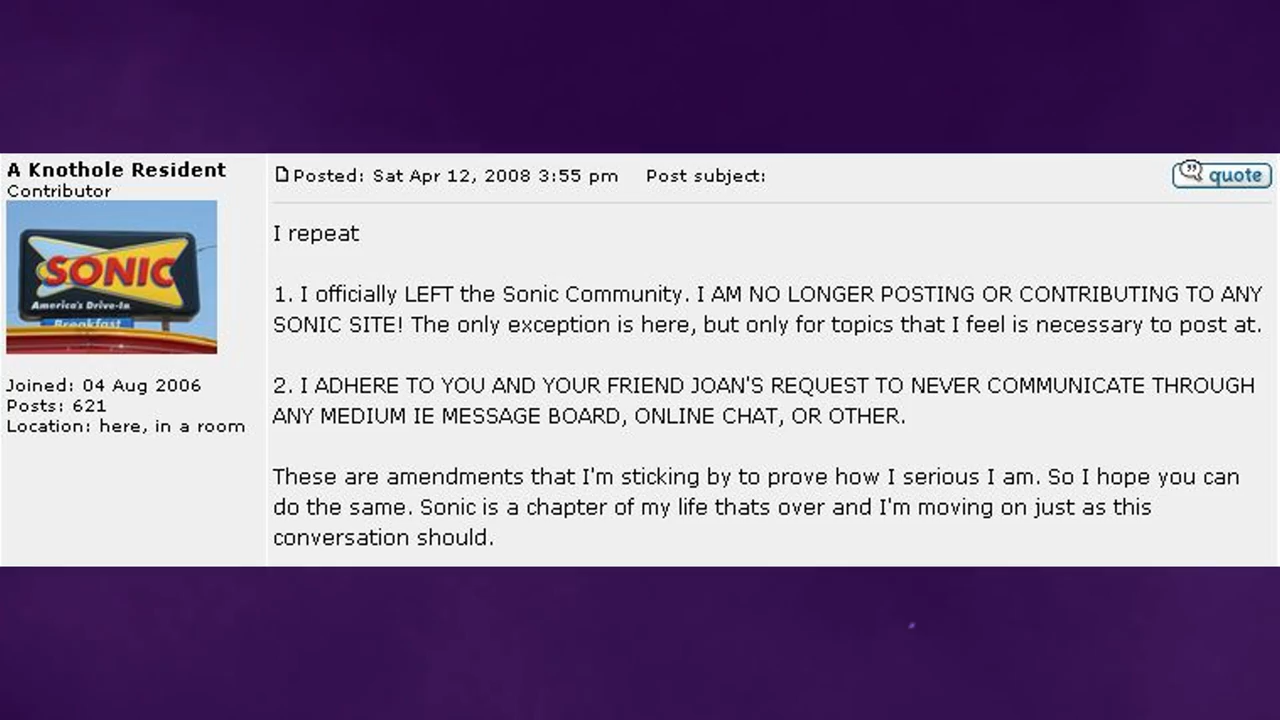 A Knothole Resident
Contributor
SONIC
America's Drive-In
Breakfast
Joined: 04 Aug 2006
Posts: 621
Location: here, in a room
Posted: Sat Apr 12, 2008 3:55 pm Post subject:
quote
I repeat
1. I officially LEFT the Sonic Community. I AM NO LONGER POSTING OR CONTRIBUTING TO ANY
SONIC SITE! The only exception is here, but only for topics that I feel is necessary to post at.
2. I ADHERE TO YOU AND YOUR FRIEND JOAN'S REQUEST TO NEVER COMMUNICATE THROUGH
ANY MEDIUM IE MESSAGE BOARD, ONLINE CHAT, OR OTHER.
These are amendments that I'm sticking by to prove how I serious I am. So I hope you can
do the same. Sonic is a chapter of my life thats over and I'm moving on just as this
conversation should.